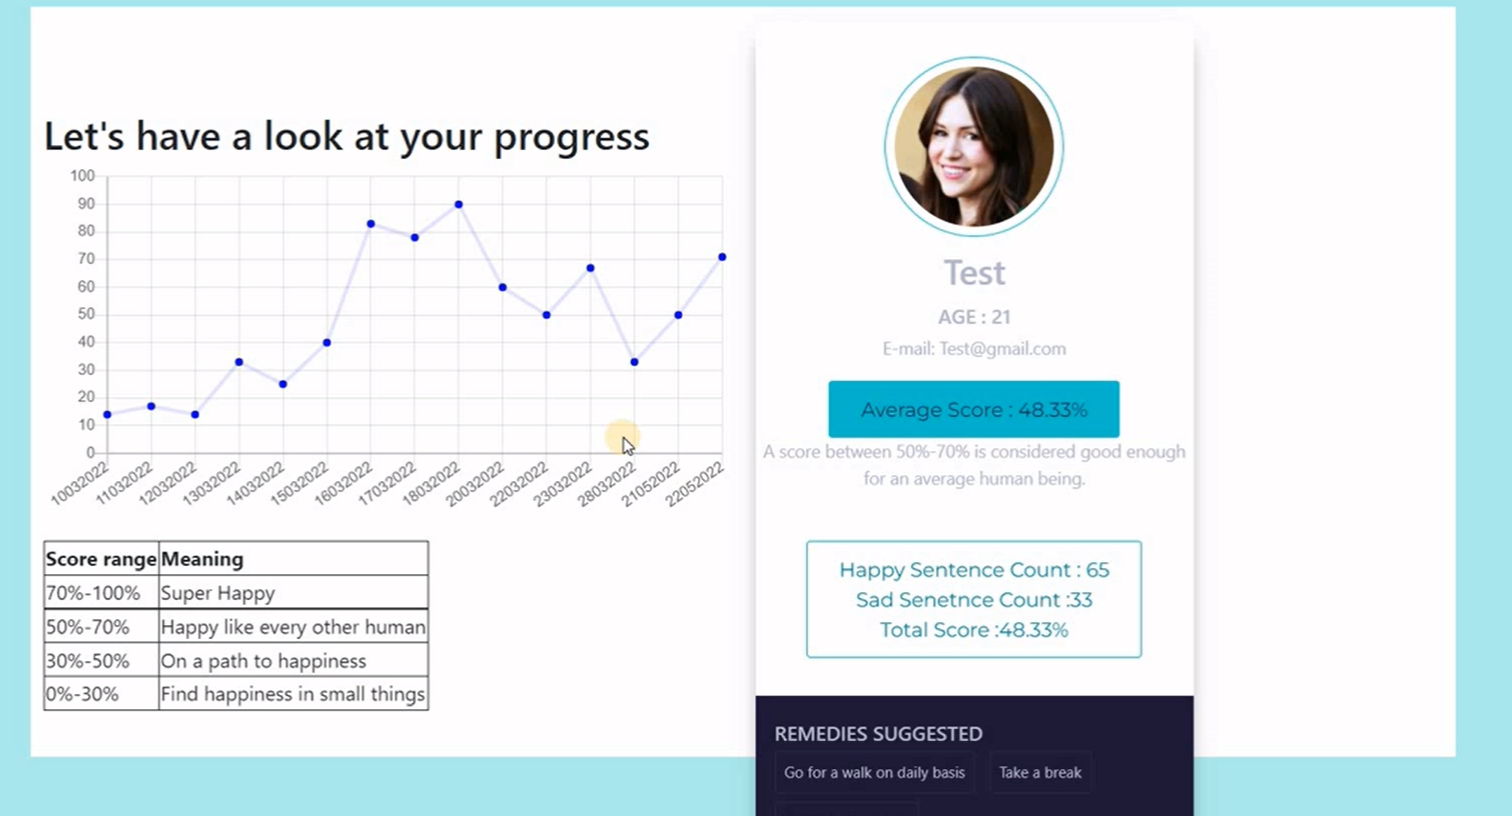 Let's have a look at your progress
100
90
80
70
60
50
40
30
20
10
0
10032022
11032022
12032022
13032022
14032022
15032022
16032022
17032022
18032022
20032022
22032022
23032022
28032022
21052022
22052022
Score range Meaning
70%-100% Super Happy
50%-70% Happy like every other human
30%-50% On a path to happiness
0%-30% Find happiness in small things
Test
AGE : 21
E-mail: Test@gmail.com
Average Score : 48.33%
A score between 50%-70% is considered good enough
for an average human being.
Happy Sentence Count : 65
Sad Senetnce Count :33
Total Score :48.33%
REMEDIES SUGGESTED
Go for a walk on daily basis Take a break